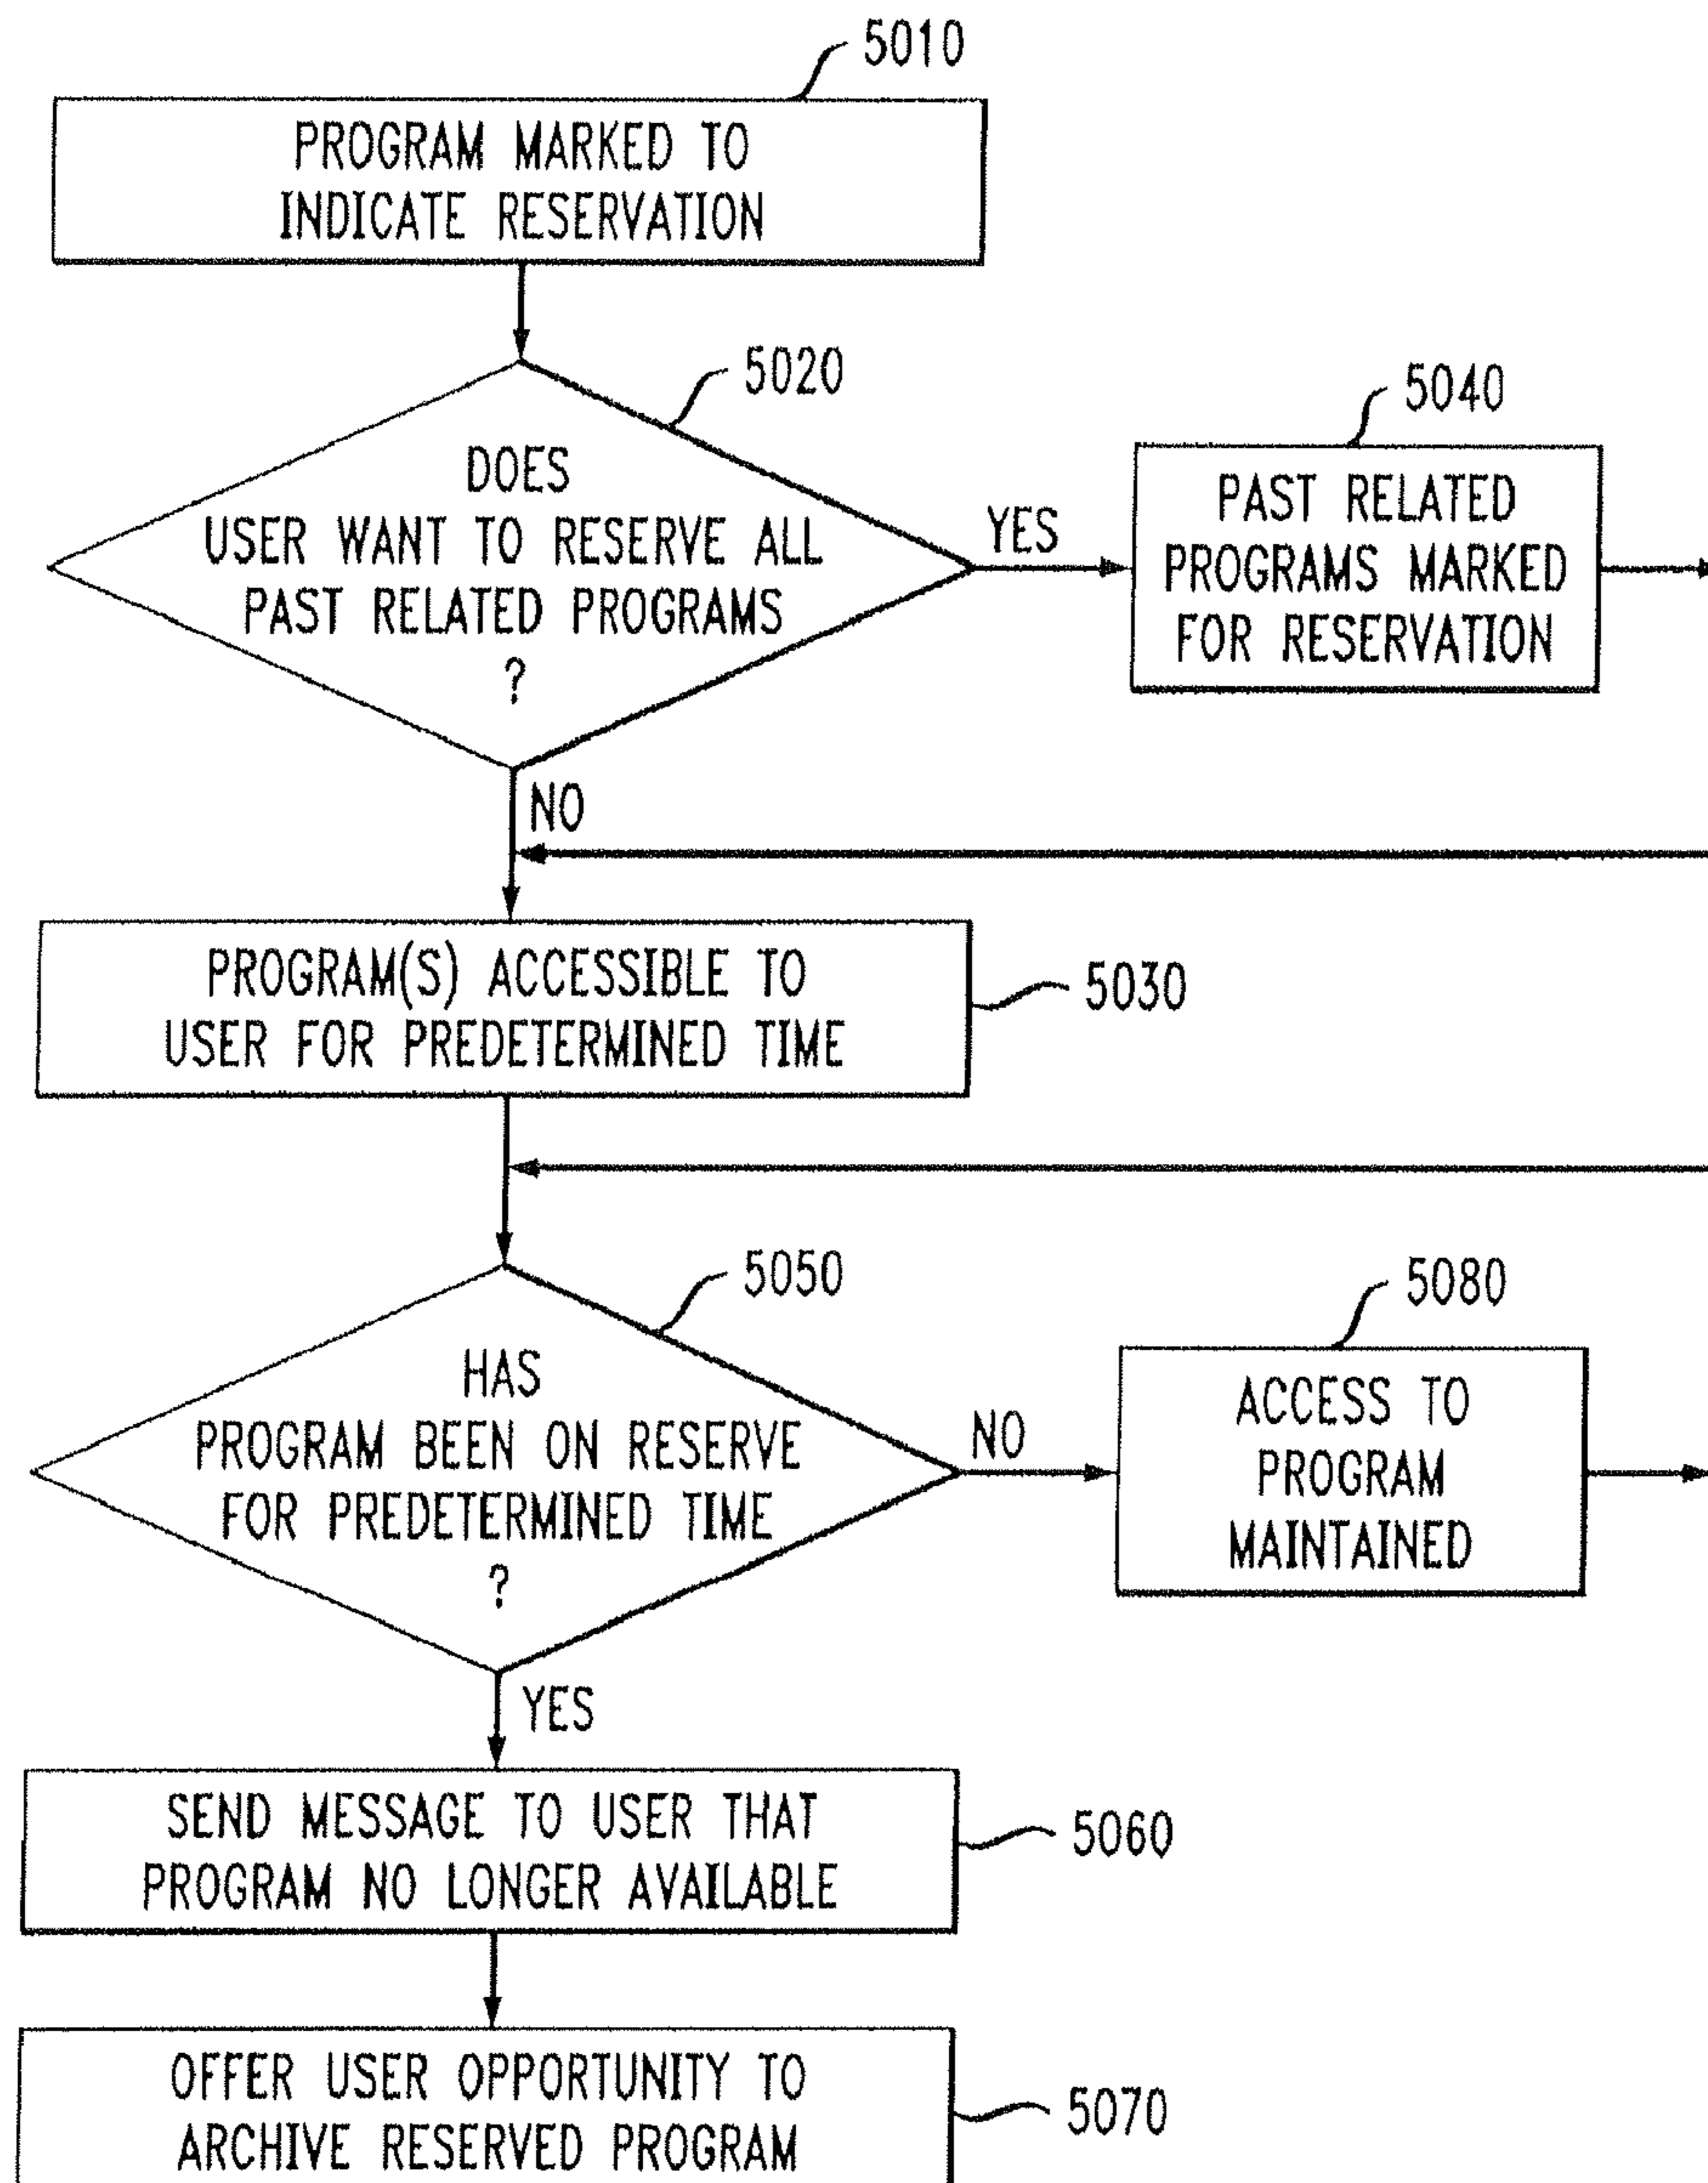 5010
PROGRAM MARKED TO
INDICATE RESERVATION
5020
DOES
USER WANT TO RESERVE ALL
PAST RELATED PROGRAMS
?
YES
5040
PAST RELATED
PROGRAMS MARKED
FOR RESERVATION
NO
PROGRAM(S) ACCESSIBLE TO
USER FOR PREDETERMINED TIME
5030
5050
HAS
PROGRAM BEEN ON RESERVE
FOR PREDETERMINED TIME
?
NO
5080
ACCESS TO
PROGRAM
MAINTAINED
YES
SEND MESSAGE TO USER THAT
PROGRAM NO LONGER AVAILABLE
5060
OFFER USER OPPORTUNITY TO
ARCHIVE RESERVED PROGRAM
5070